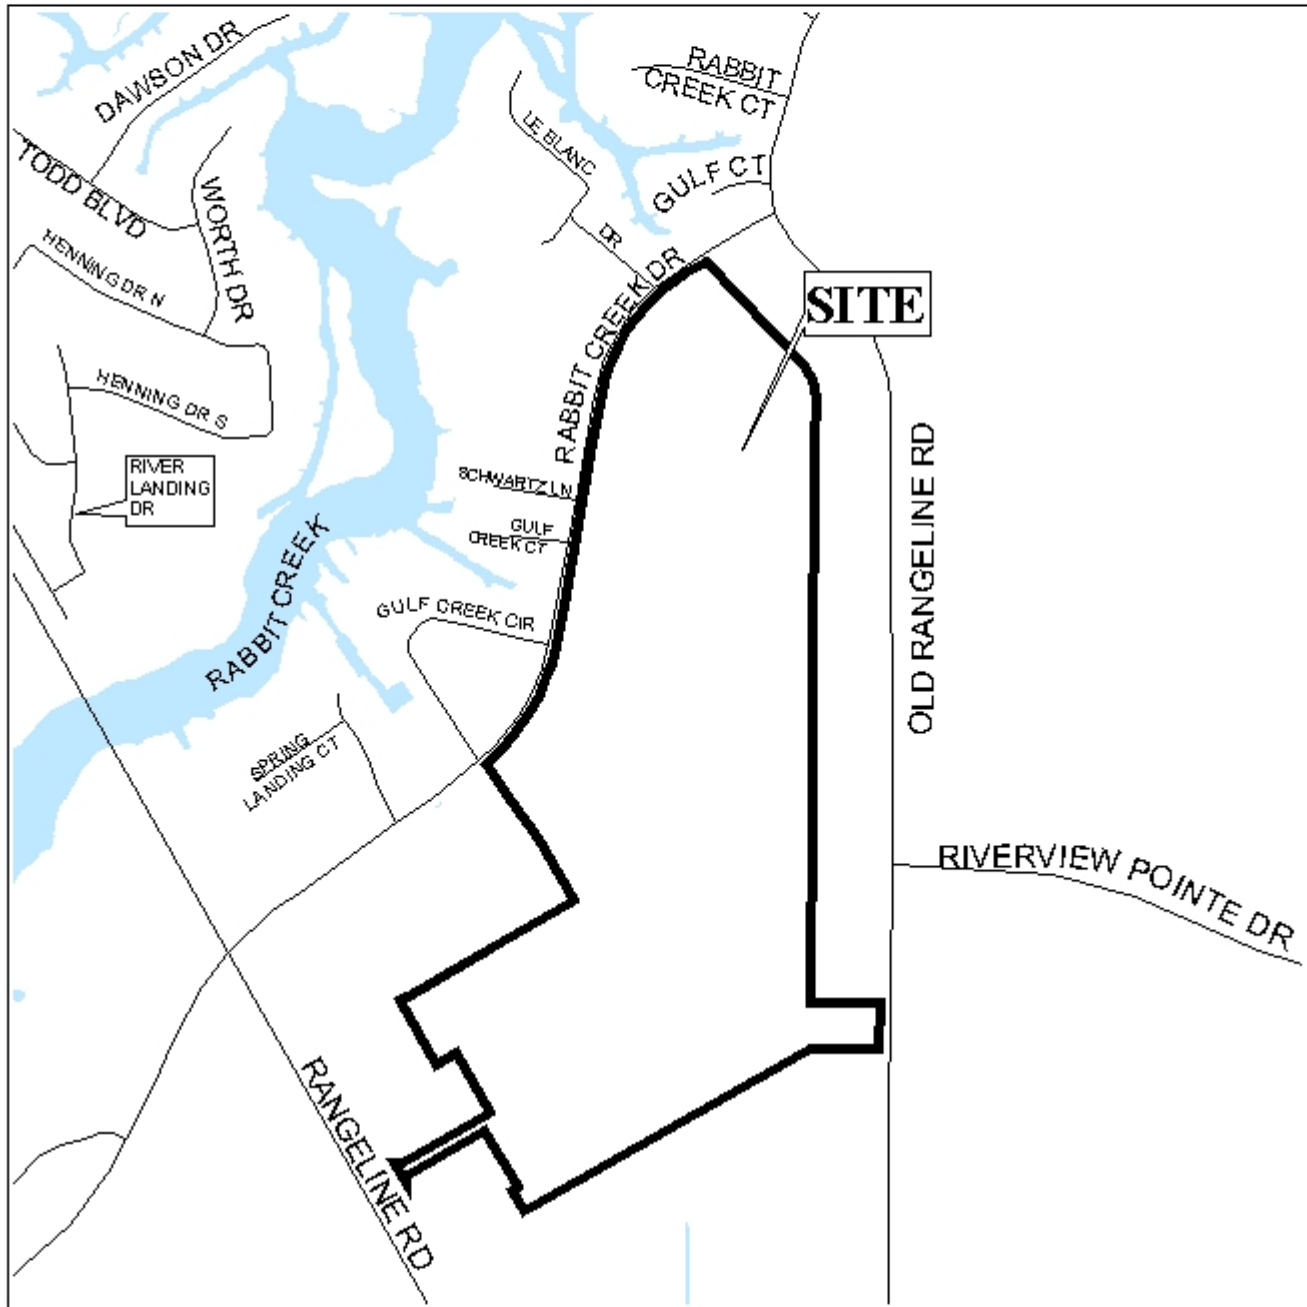 DAWSON DR
RABBIT
CREEK CT
LE BLANC
DR
GULF CT
TODD BLVD
WORTH DR
HENNING DR N
RABBIT CREEK DR
SITE
HENNING DR S
RIVER
LANDING
DR
SCHWARTZ LN
GULF
CREEK CT
OLD RANGELINE RD
RABBIT CREEK
GULF CREEK CIR
SPRING
LANDING CT
RIVERVIEW POINTE DR
RANGELINE RD